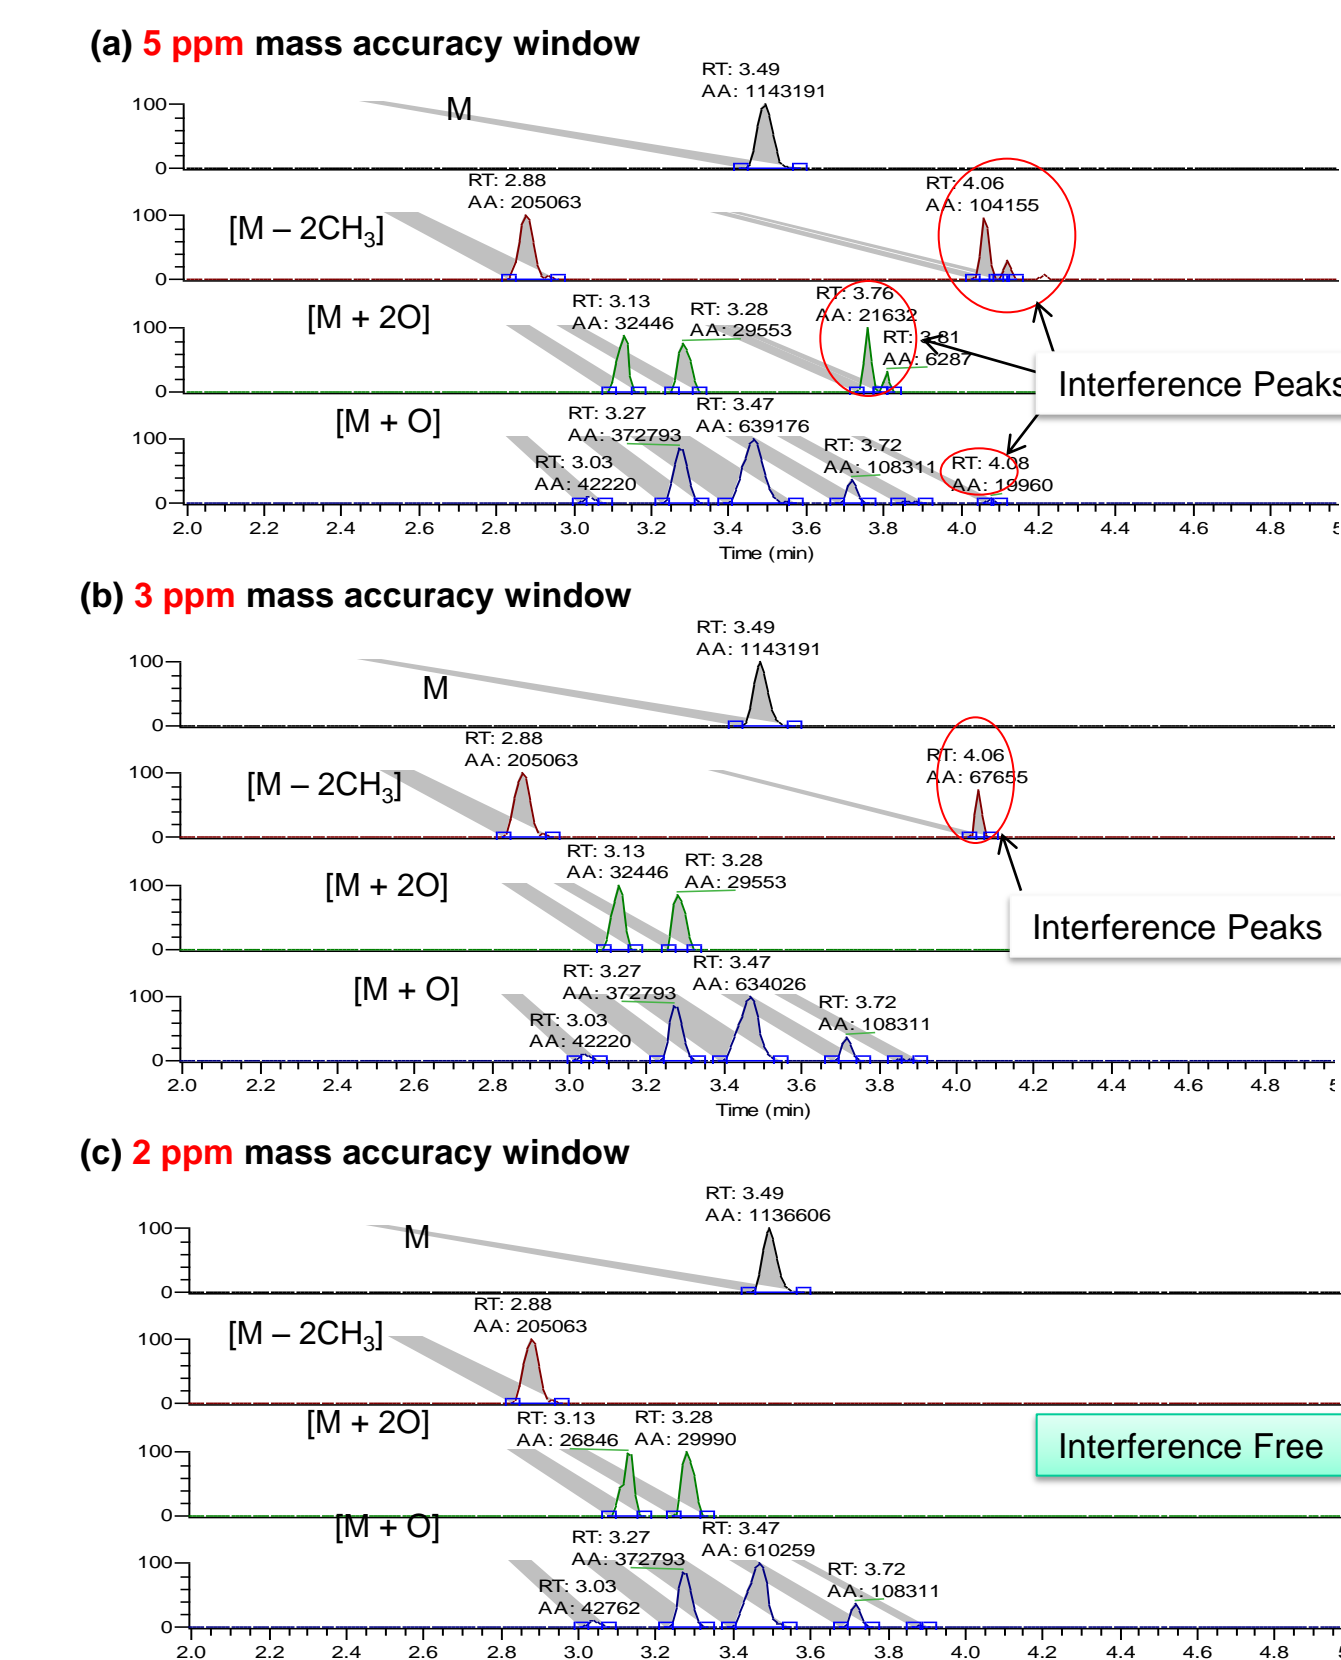 (a) 5 ppm mass accuracy window
RT: 3.49
AA: 1143191
M
100
0
RT: 2.88
AA: 205063
RT: 4.06
AA: 104155
[M – 2CH3]
100
0
RT: 3.13
AA: 32446
RT: 3.28
AA: 29553
RT: 3.76
AA: 21632
RT: 3.81
AA: 6287
[M + 2O]
100
0
Interference Peaks
[M + O]
RT: 3.03
AA: 42220
RT: 3.27
AA: 372793
RT: 3.47
AA: 639176
RT: 3.72
AA: 108311
RT: 4.08
AA: 19960
100
0
2.0 2.2 2.4 2.6 2.8 3.0 3.2 3.4 3.6 3.8 4.0 4.2 4.4 4.6 4.8
Time (min)
(b) 3 ppm mass accuracy window
RT: 3.49
AA: 1143191
M
100
0
RT: 2.88
AA: 205063
RT: 4.06
AA: 67655
[M – 2CH3]
100
0
RT: 3.13
AA: 32446
RT: 3.28
AA: 29553
[M + 2O]
100
0
Interference Peaks
[M + O]
RT: 3.03
AA: 42220
RT: 3.27
AA: 372793
RT: 3.47
AA: 634026
RT: 3.72
AA: 108311
100
0
2.0 2.2 2.4 2.6 2.8 3.0 3.2 3.4 3.6 3.8 4.0 4.2 4.4 4.6 4.8
Time (min)
(c) 2 ppm mass accuracy window
RT: 3.49
AA: 1136606
M
100
0
RT: 2.88
AA: 205063
[M – 2CH3]
100
0
RT: 3.13
AA: 26846
RT: 3.28
AA: 29990
[M + 2O]
100
0
Interference Free
[M + O]
RT: 3.03
AA: 42762
RT: 3.27
AA: 372793
RT: 3.47
AA: 610259
RT: 3.72
AA: 108311
100
0
2.0 2.2 2.4 2.6 2.8 3.0 3.2 3.4 3.6 3.8 4.0 4.2 4.4 4.6 4.8